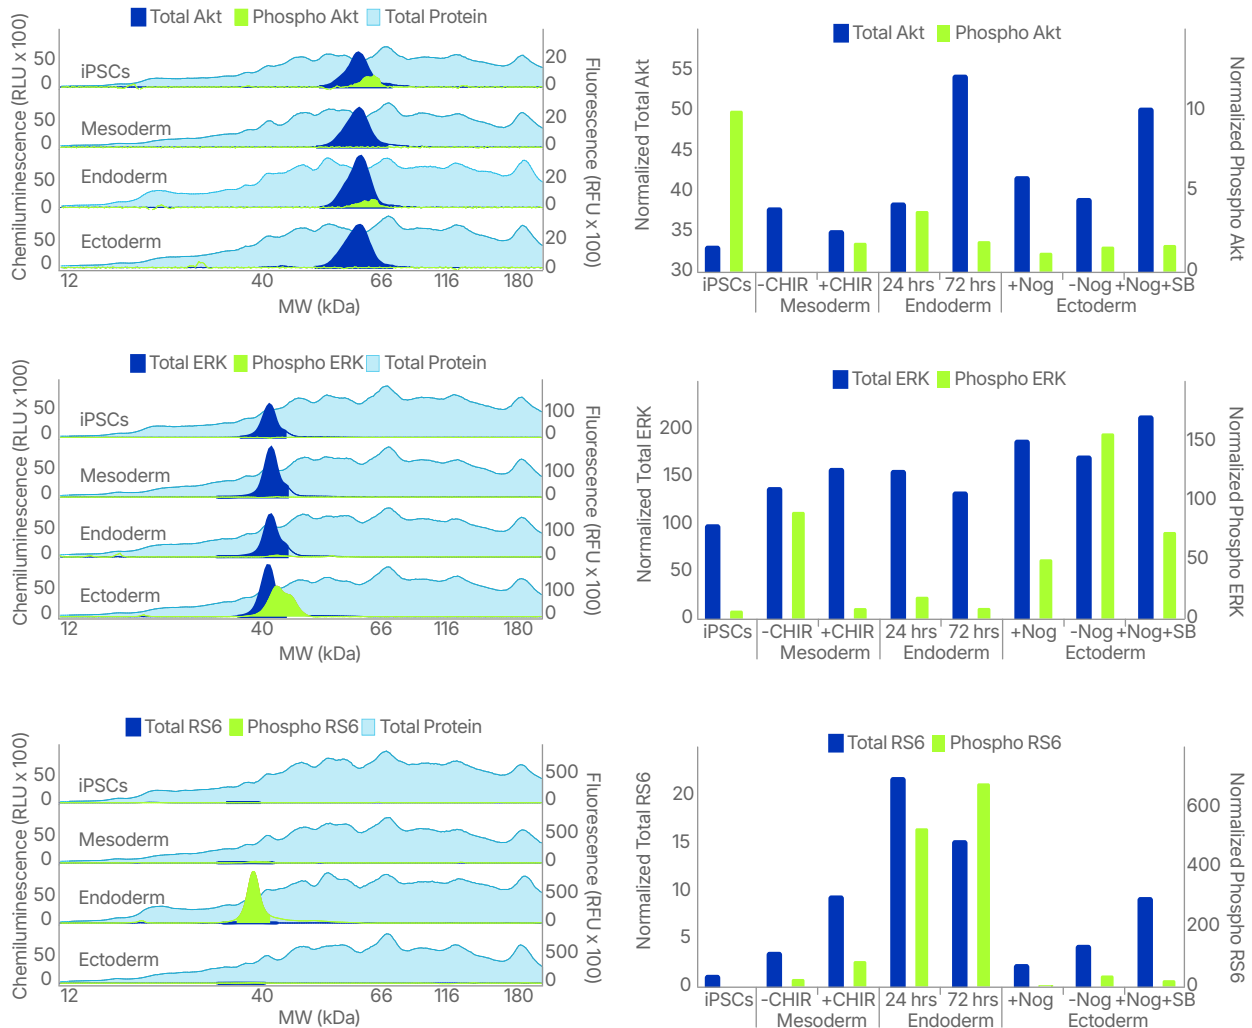 Total Akt Phospho Akt Total Protein
Chemiluminescence (RLU x 100)
Fluorescence (RFU x 100)
50
0
iPSCs
20
0
50
0
Mesoderm
20
0
50
0
Endoderm
20
0
50
0
Ectoderm
20
0
12 40 66 116 180
MW (kDa)
Total Akt Phospho Akt
Normalized Total Akt
Normalized Phospho Akt
55
50
45
40
35
30
10
5
0
iPSCs -CHIR +CHIR 24 hrs 72 hrs +Nog -Nog +Nog+SB
Mesoderm Endoderm Ectoderm
Total ERK Phospho ERK Total Protein
Chemiluminescence (RLU x 100)
Fluorescence (RFU x 100)
50
0
iPSCs
100
0
50
0
Mesoderm
100
0
50
0
Endoderm
100
0
50
0
Ectoderm
100
0
12 40 66 116 180
MW (kDa)
Total ERK Phospho ERK
Normalized Total ERK
Normalized Phospho ERK
200
150
100
50
0
150
100
50
0
iPSCs -CHIR +CHIR 24 hrs 72 hrs +Nog -Nog +Nog+SB
Mesoderm Endoderm Ectoderm
Total RS6 Phospho RS6 Total Protein
Chemiluminescence (RLU x 100)
Fluorescence (RFU x 100)
50
0
iPSCs
500
0
50
0
Mesoderm
500
0
50
0
Endoderm
500
0
50
0
Ectoderm
500
0
12 40 66 116 180
MW (kDa)
Total RS6 Phospho RS6
Normalized Total RS6
Normalized Phospho RS6
20
15
10
5
0
600
400
200
0
iPSCs -CHIR +CHIR 24 hrs 72 hrs +Nog -Nog +Nog+SB
Mesoderm Endoderm Ectoderm